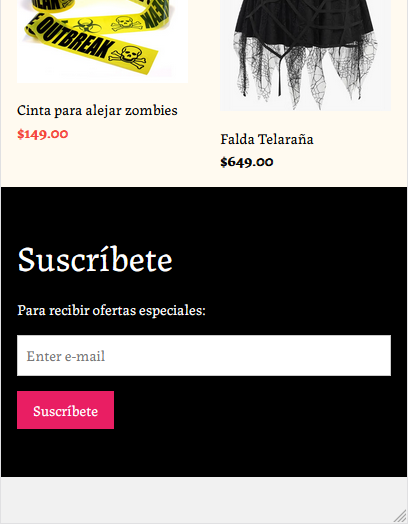 E OUTBREAK
Cinta para alejar zombies
$149.00
Falda Telaraña
$649.00
Suscríbete
Para recibir ofertas especiales:
Enter e-mail
Suscríbete